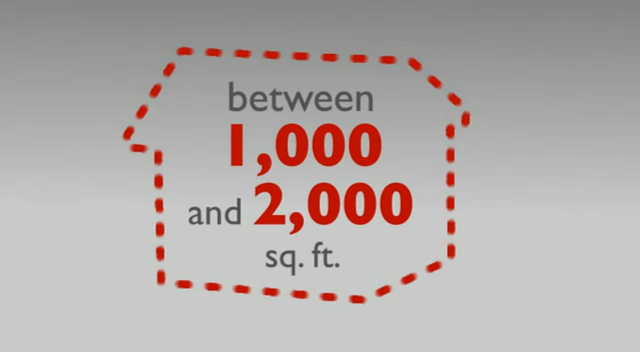 between
1,000
and 2,000
sq. ft.